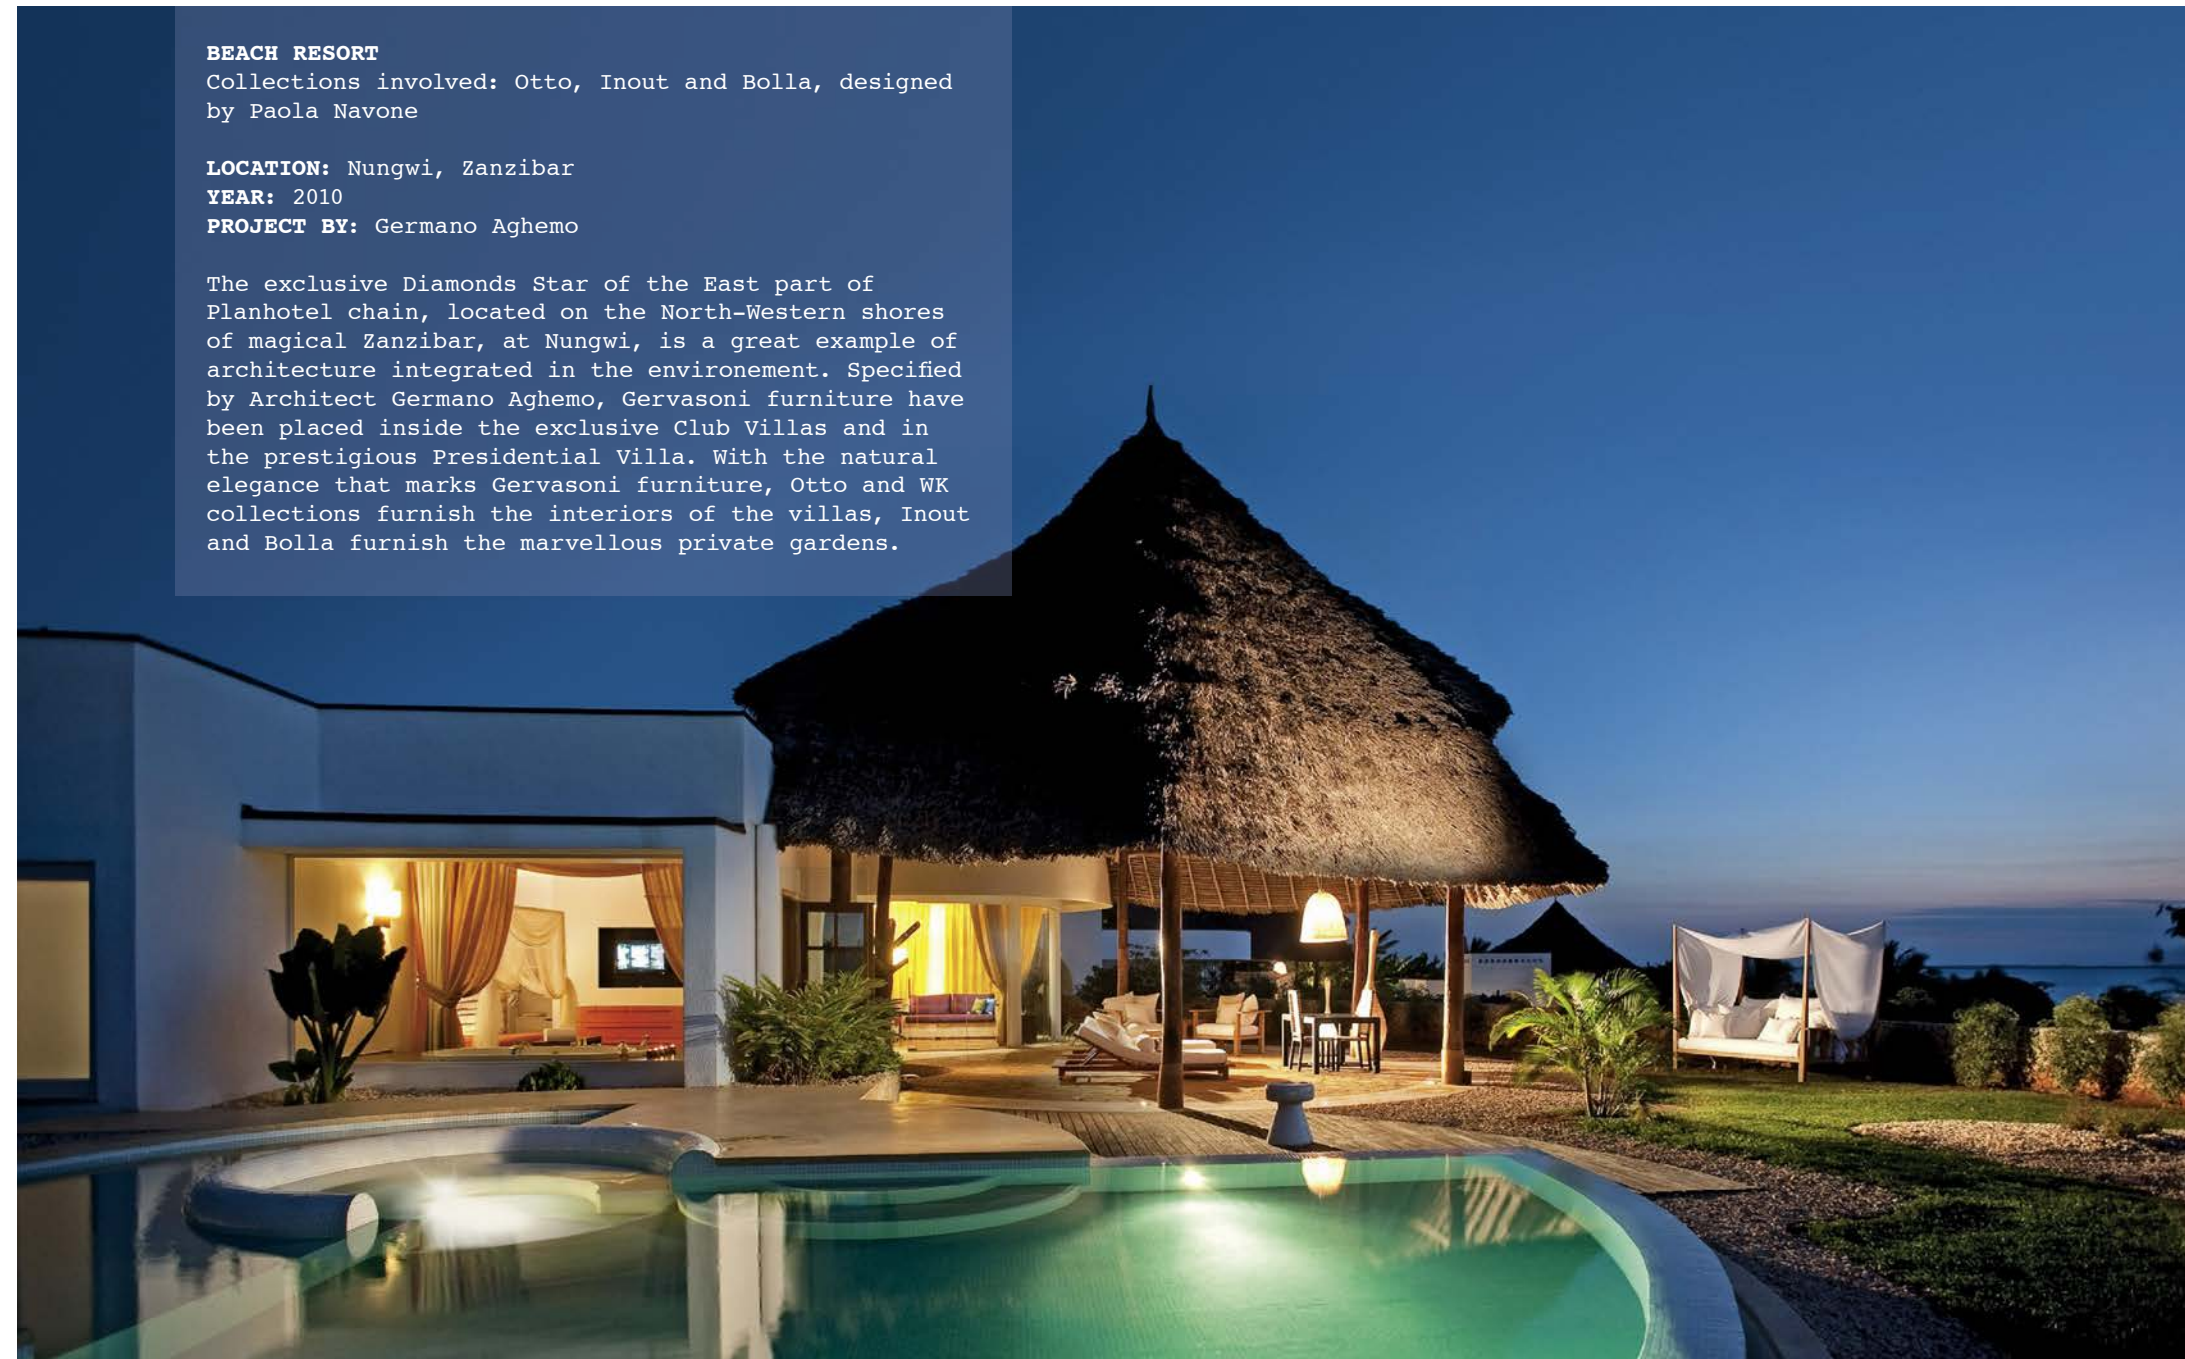 BEACH RESORT
Collections involved: Otto, Inout and Bolla, designed
by Paola Navone
LOCATION: Nungwi, Zanzibar
YEAR: 2010
PROJECT BY: Germano Aghemo
The exclusive Diamonds Star of the East part of
Planhotel chain, located on the North-Western shores
of magical Zanzibar, at Nungwi, is a great example of
architecture integrated in the environement. Specified
by Architect Germano Aghemo, Gervasoni furniture have
been placed inside the exclusive Club Villas and in
the prestigious Presidential Villa. With the natural
elegance that marks Gervasoni furniture, Otto and WK
collections furnish the interiors of the villas, Inout
and Bolla furnish the marvellous private gardens.